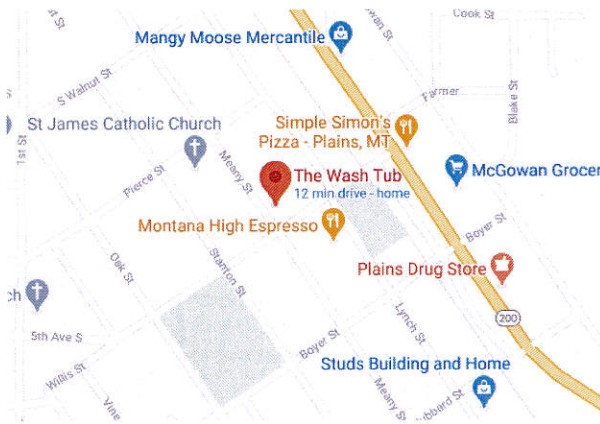 Cook St
Mangy Moose Mercantile
S Walnut St
Farmer
Blake St
St James Catholic Church
Simple Simon's
Pizza - Plains, MT
1st St
Meany St
Pierce St
The Wash Tub
12 min drive - home
McGowan Grocer
Montana High Espresso
Boyer St
Oak St
Stanton St
Plains Drug Store
ch
200
Lynch St
5th Ave S
Boyer St
Studs Building and Home
Willis St
Meany St
Vine
ubbard St